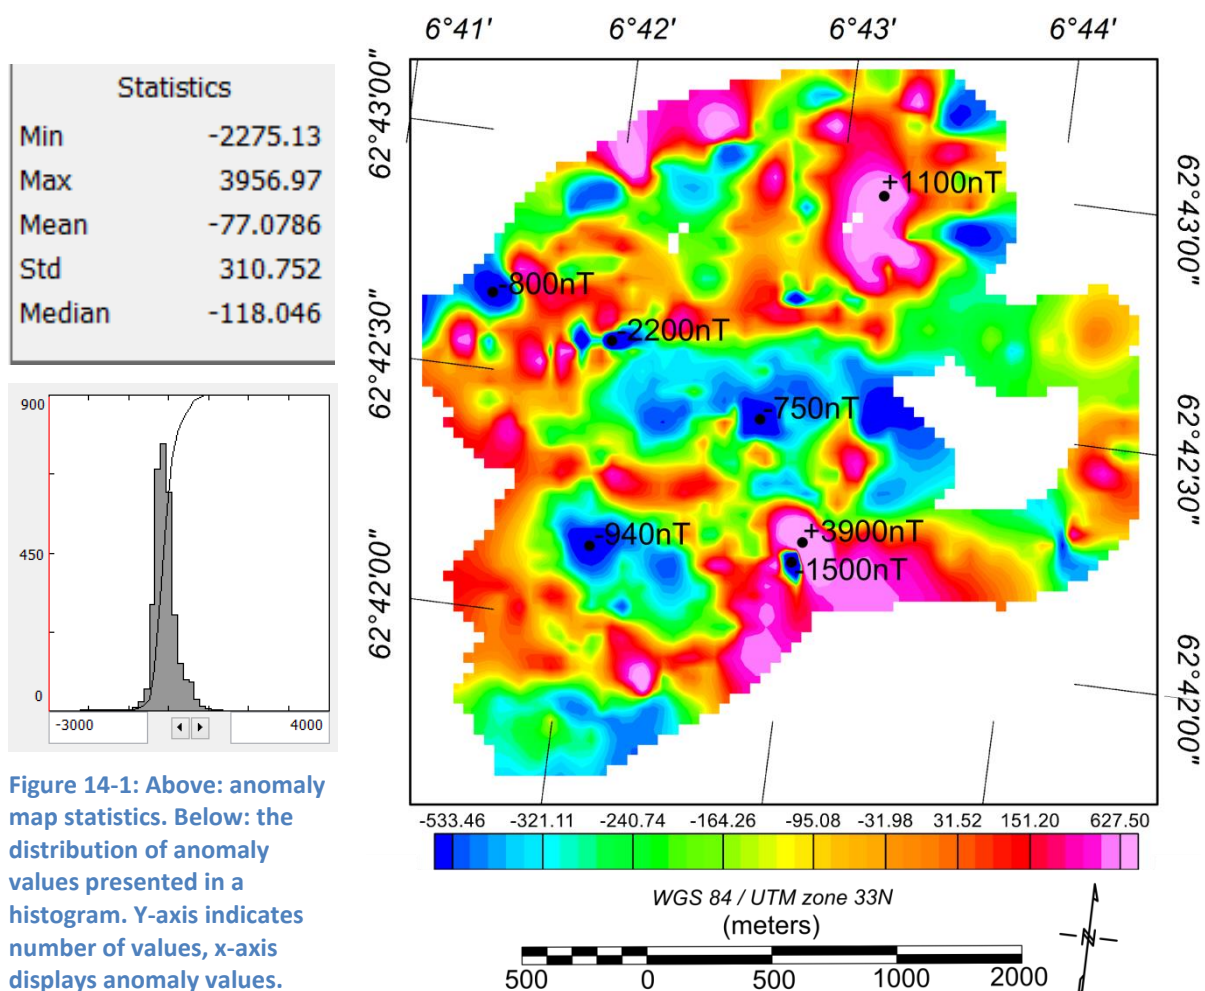 Statistics
Min -2275.13
Max 3956.97
Mean -77.0786
Std 310.752
Median -118.046
900
450
0
-3000 4000
Figure 14-1: Above: anomaly
map statistics. Below: the
distribution of anomaly
values presented in a
histogram. Y-axis indicates
number of values, x-axis
displays anomaly values.
6°41' 6°42' 6°43' 6°44'
62°43'00"
62°42'30"
62°42'00"
62°43'00"
62°42'30"
62°42'00"
+1100nT
-800nT
-2200nT
-750nT
-940nT
+3900nT
-1500nT
-533.46 -321.11 -240.74 -164.26 -95.08 -31.98 31.52 151.20 627.50
WGS 84 / UTM zone 33N
(meters)
500 0 500 1000 2000
N